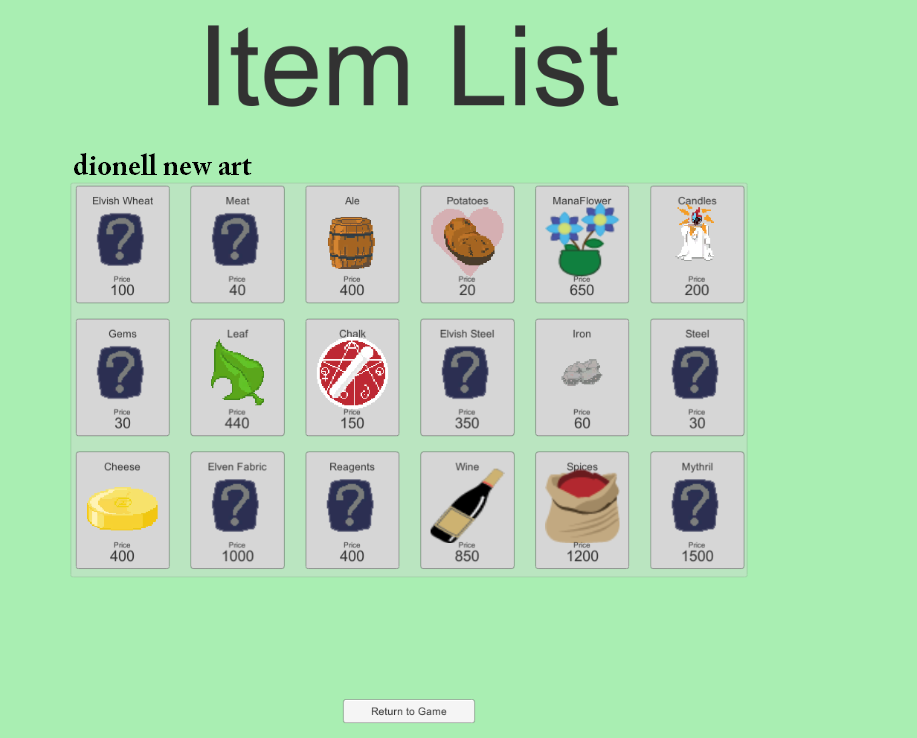 Item List
dionell new art
Elvish Wheat Meat Ale Potatoes ManaFlower Candles
? ?
Price Price Price Price Price Price
100 40 400 20 650 200
Gems Leaf Chalk Elvish Steel Iron Steel
? ? ?
Price Price Price Price Price Price
30 440 150 350 60 30
Cheese Elven Fabric Reagents Wine Spices Mythril
? ? ?
Price Price Price Price Price Price
400 1000 400 850 1200 1500
Return to Game